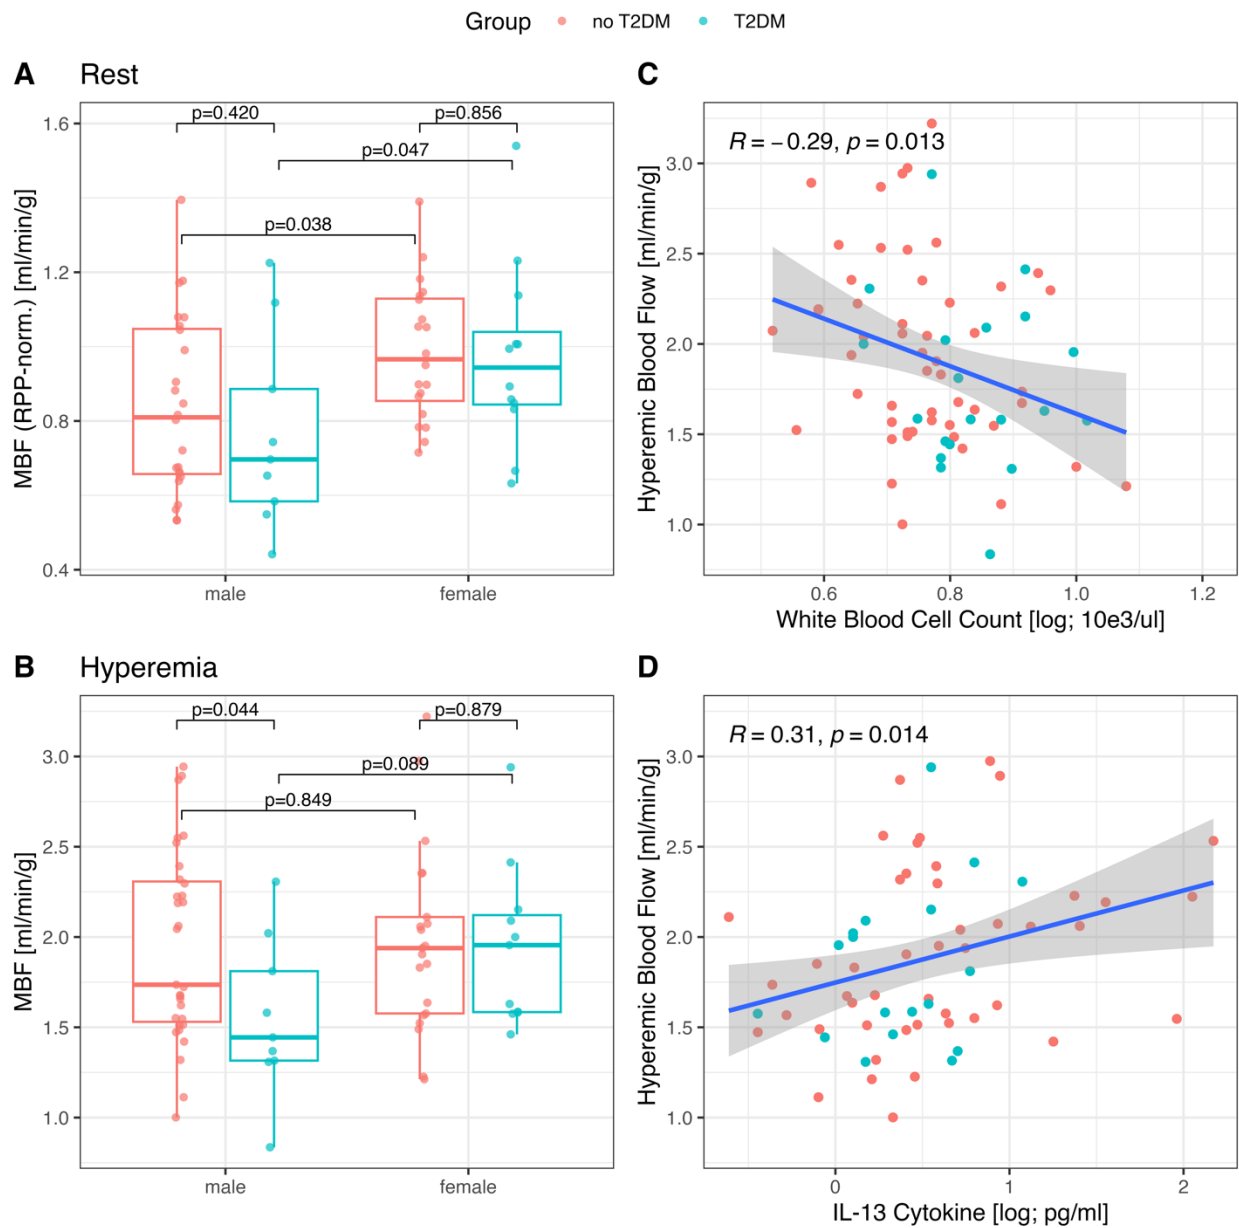 Group no T2DM T2DM
A Rest
p=0.420
p=0.856
p=0.047
p=0.038
MBF (RPP-norm.) [ml/min/g]
1.6
1.2
0.8
0.4
male female
C
R = −0.29, p = 0.013
Hyperemic Blood Flow [ml/min/g]
3.0
2.5
2.0
1.5
1.0
0.6 0.8 1.0 1.2
White Blood Cell Count [log; 10e3/ul]
B Hyperemia
p=0.044
p=0.879
p=0.089
p=0.849
MBF [ml/min/g]
3.0
2.5
2.0
1.5
1.0
male female
D
R = 0.31, p = 0.014
Hyperemic Blood Flow [ml/min/g]
3.0
2.5
2.0
1.5
1.0
0 1 2
IL-13 Cytokine [log; pg/ml]